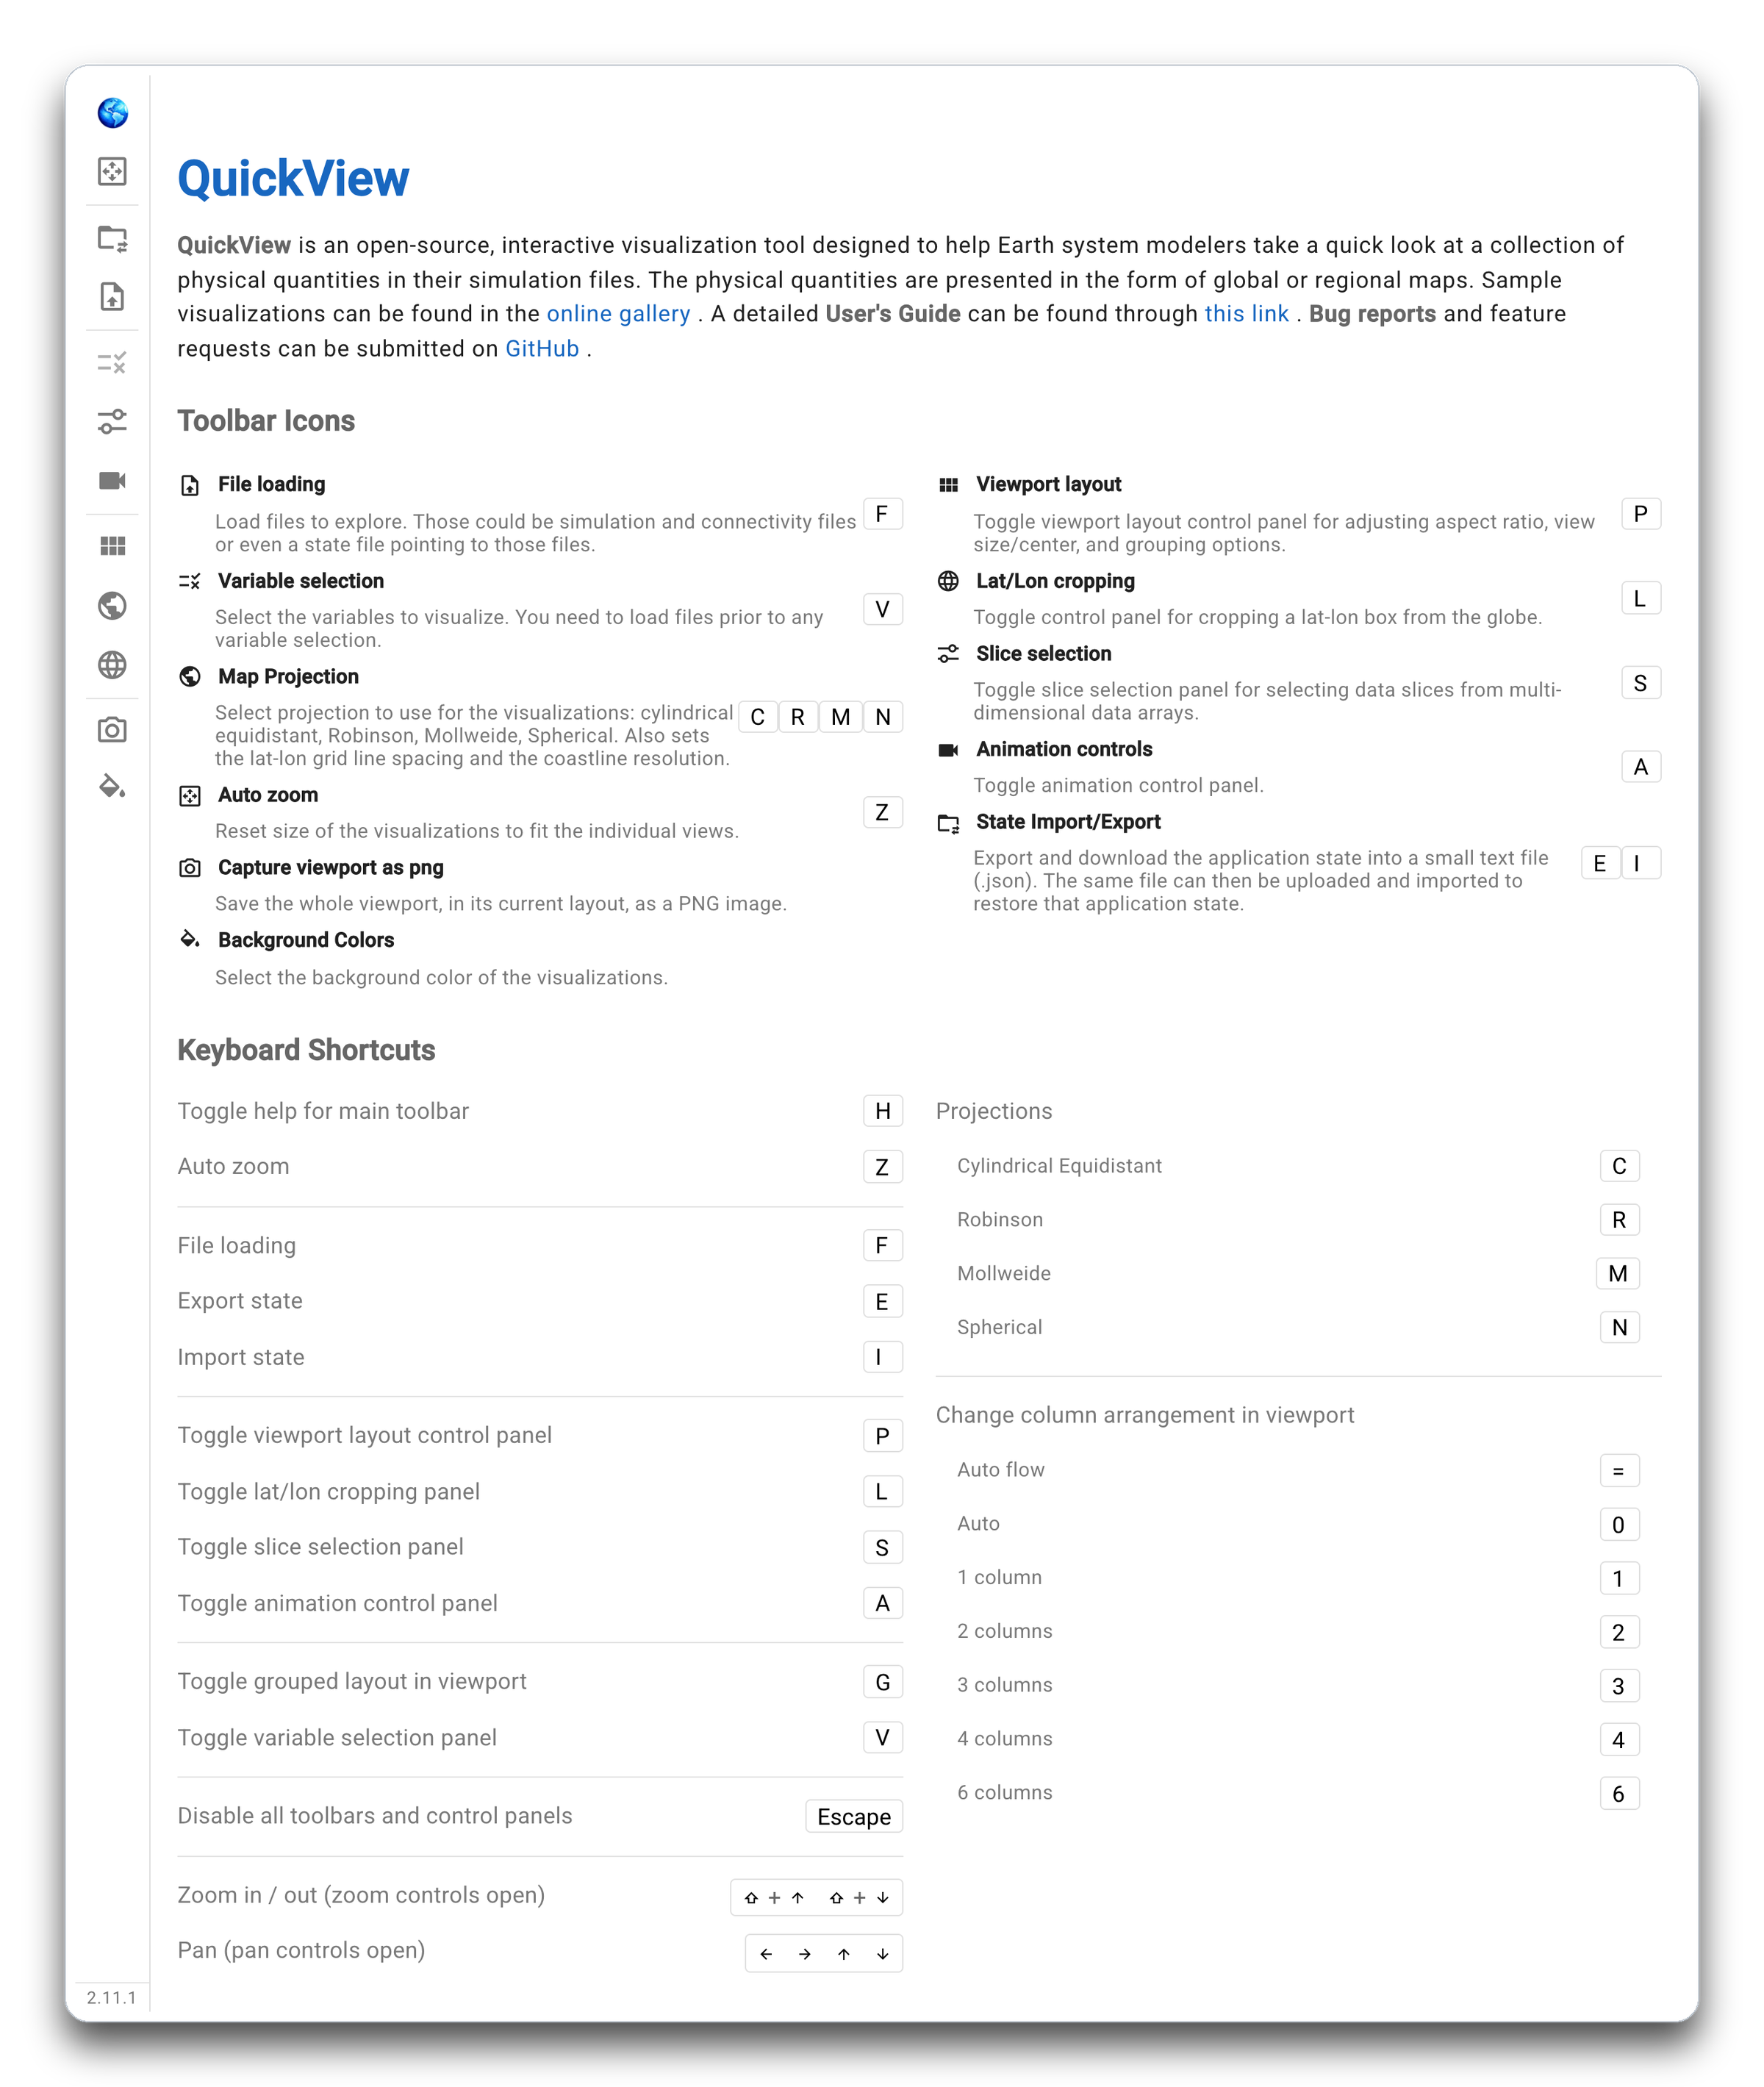 QuickView
QuickView is an open-source, interactive visualization tool designed to help Earth system modelers take a quick look at a collection of
physical quantities in their simulation files. The physical quantities are presented in the form of global or regional maps. Sample
visualizations can be found in the online gallery . A detailed User's Guide can be found through this link . Bug reports and feature
requests can be submitted on GitHub .
Toolbar Icons
File loading
Load files to explore. Those could be simulation and connectivity files F
or even a state file pointing to those files.
Variable selection
Select the variables to visualize. You need to load files prior to any V
variable selection.
Map Projection
Select projection to use for the visualizations: cylindrical C R M N
equidistant, Robinson, Mollweide, Spherical. Also sets
the lat-lon grid line spacing and the coastline resolution.
Auto zoom Z
Reset size of the visualizations to fit the individual views.
Capture viewport as png
Save the whole viewport, in its current layout, as a PNG image.
Background Colors
Select the background color of the visualizations.
Viewport layout
Toggle viewport layout control panel for adjusting aspect ratio, view P
size/center, and grouping options.
Lat/Lon cropping L
Toggle control panel for cropping a lat-lon box from the globe.
Slice selection
Toggle slice selection panel for selecting data slices from multi- S
dimensional data arrays.
Animation controls A
Toggle animation control panel.
State Import/Export
Export and download the application state into a small text file E I
(.json). The same file can then be uploaded and imported to
restore that application state.
Keyboard Shortcuts
Toggle help for main toolbar H
Auto zoom Z
File loading F
Export state E
Import state I
Toggle viewport layout control panel P
Toggle lat/lon cropping panel L
Toggle slice selection panel S
Toggle animation control panel A
Toggle grouped layout in viewport G
Toggle variable selection panel V
Disable all toolbars and control panels Escape
Zoom in / out (zoom controls open) ⇧ + ↑ ⇧ + ↓
Pan (pan controls open) ← → ↑ ↓
Projections
Cylindrical Equidistant C
Robinson R
Mollweide M
Spherical N
Change column arrangement in viewport
Auto flow =
Auto 0
1 column 1
2 columns 2
3 columns 3
4 columns 4
6 columns 6
2.11.1